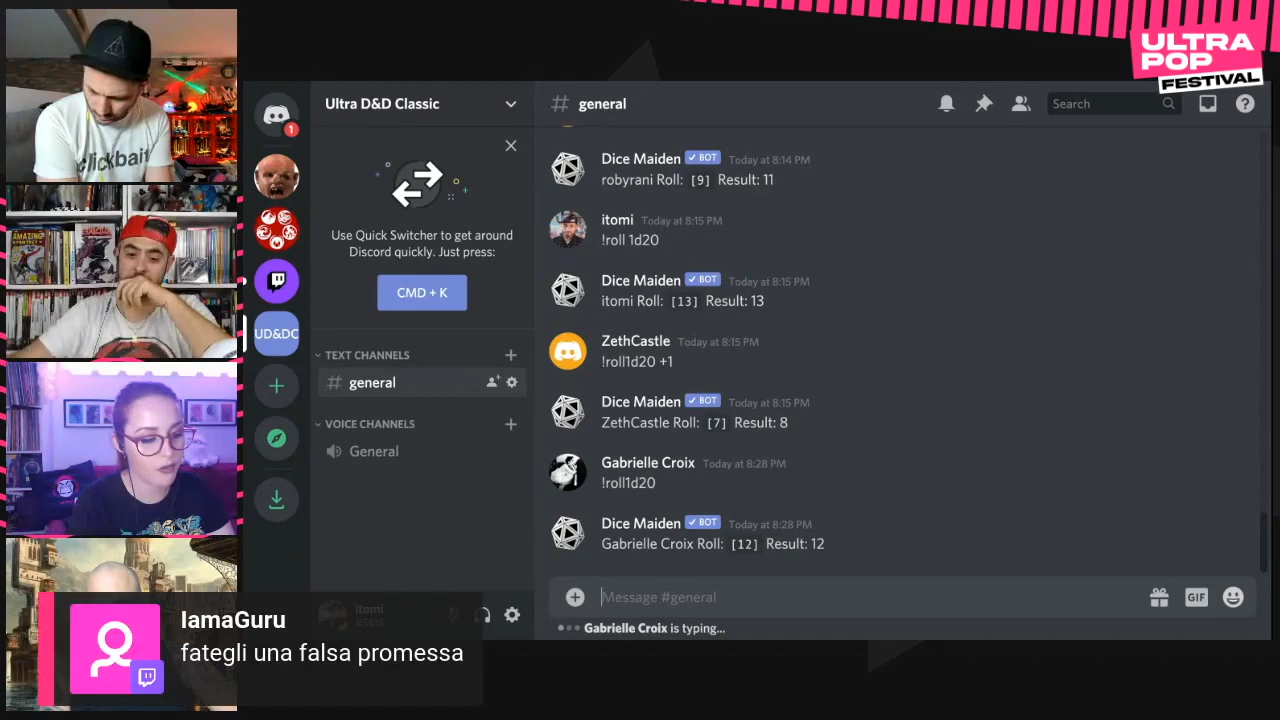 ULTRA
POP
FESTIVAL
clickbait
AMAZING
Ultra D&D Classic
# general
Search
1
Use Quick Switcher to get around
Discord quickly. Just press:
CMD + K
UD&DC
TEXT CHANNELS
# general
VOICE CHANNELS
General
Dice Maiden ✓ BOT Today at 8:14 PM
robyrani Roll: [9] Result: 11
itomi Today at 8:15 PM
!roll 1d20
Dice Maiden ✓ BOT Today at 8:15 PM
itomi Roll: [13] Result: 13
ZethCastle Today at 8:15 PM
!roll1d20 +1
Dice Maiden ✓ BOT Today at 8:15 PM
ZethCastle Roll: [7] Result: 8
Gabrielle Croix Today at 8:28 PM
!roll1d20
Dice Maiden ✓ BOT Today at 8:28 PM
Gabrielle Croix Roll: [12] Result: 12
Message #general
GIF
Gabrielle Croix is typing...
itomi
IamaGuru
fategli una falsa promessa